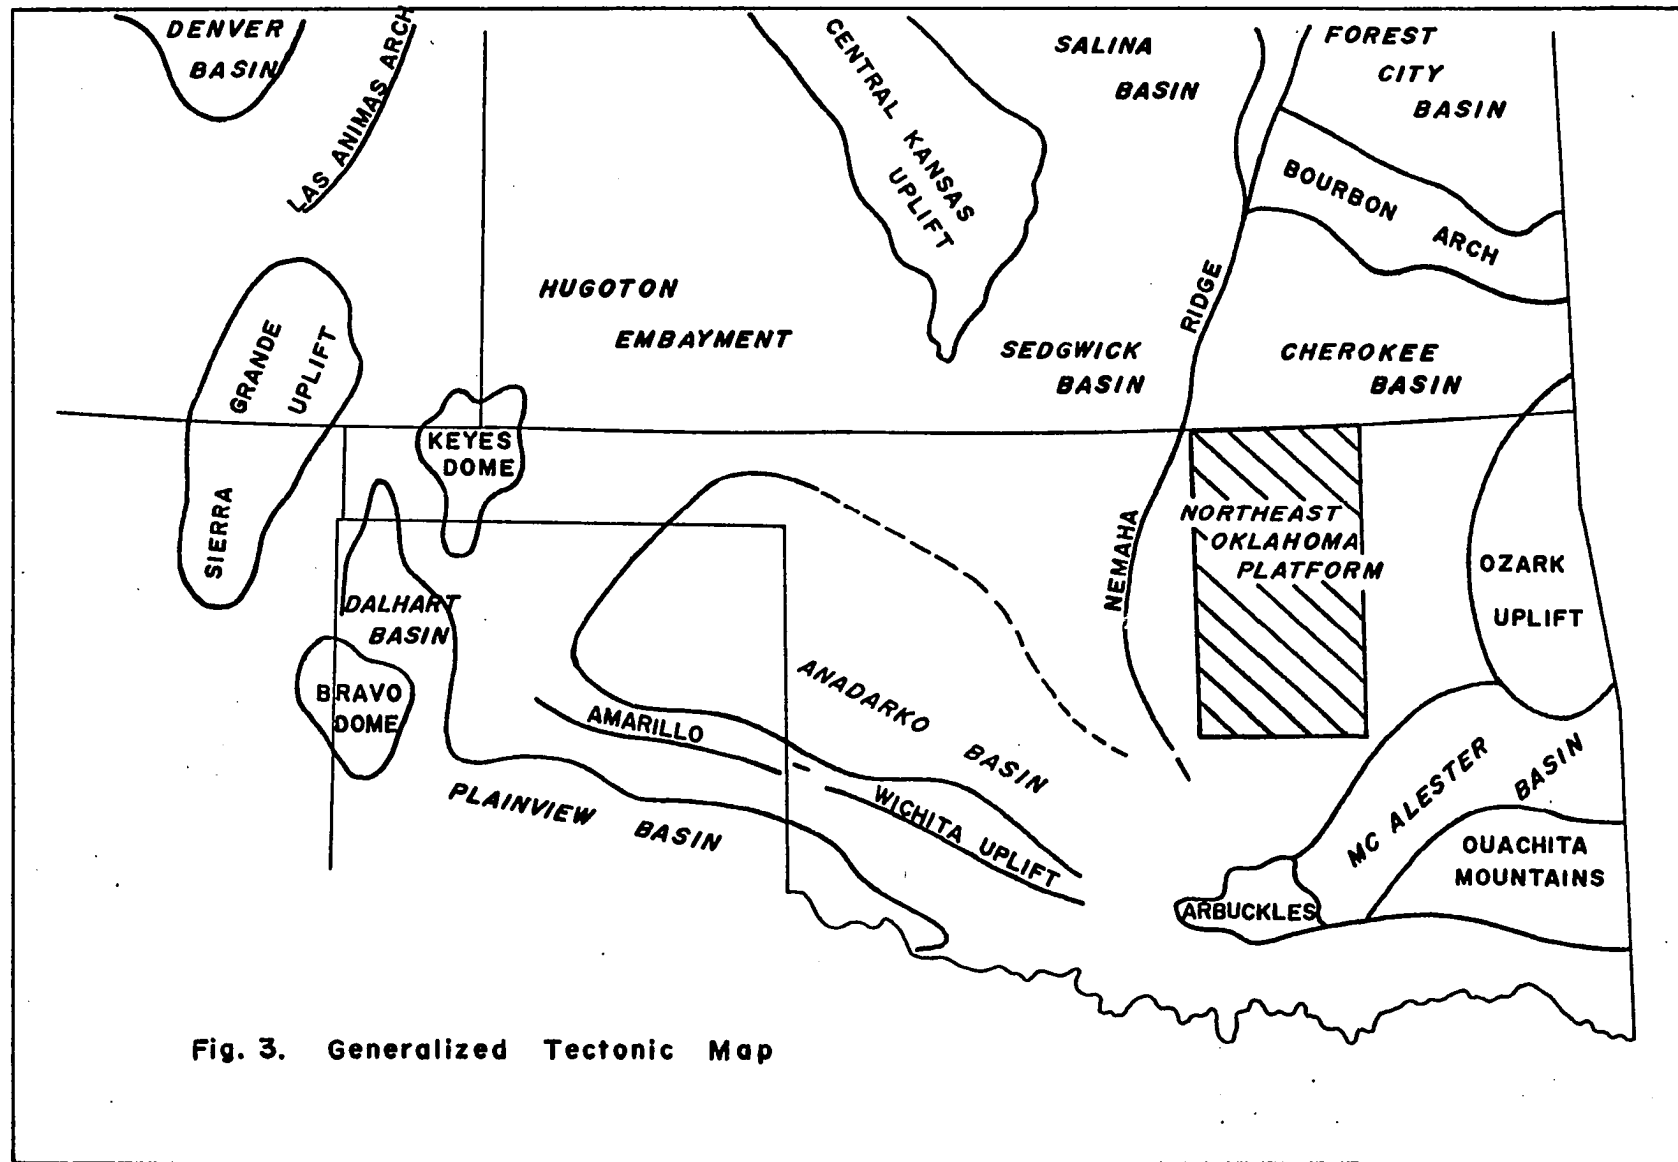 DENVER
BASIN
LAS ANIMAS ARCH
CENTRAL KANSAS
UPLIFT
SALINA
BASIN
FOREST
CITY
BASIN
BOURBON
ARCH
HUGOTON
EMBAYMENT
SEDGWICK
BASIN
NEMAHA RIDGE
CHEROKEE
BASIN
SIERRA GRANDE
UPLIFT
KEYES
DOME
NORTHEAST
OKLAHOMA
PLATFORM
OZARK
UPLIFT
DALHART
BASIN
BRAVO
DOME
AMARILLO
WICHITA UPLIFT
ANADARKO
BASIN
PLAINVIEW BASIN
MC ALESTER
BASIN
OUACHITA
MOUNTAINS
ARBUCKLES
Fig. 3. Generalized Tectonic Map